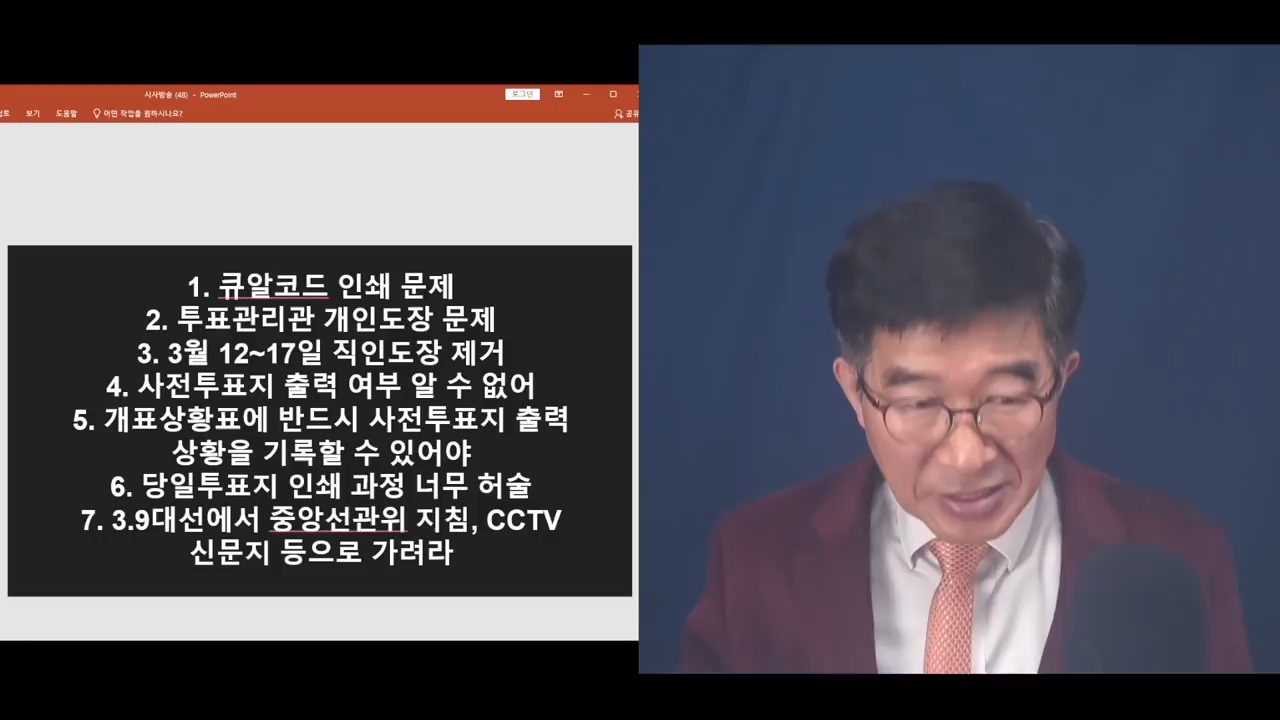 시사방송 (48) - PowerPoint
로그인
보기 도움말 어떤 작업을 원하시나요?
1. 큐알코드 인쇄 문제
2. 투표관리관 개인도장 문제
3. 3월 12~17일 직인도장 제거
4. 사전투표지 출력 여부 알 수 없어
5. 개표상황표에 반드시 사전투표지 출력
상황을 기록할 수 있어야
6. 당일투표지 인쇄 과정 너무 허술
7. 3.9대선에서 중앙선관위 지침, CCTV
신문지 등으로 가려라